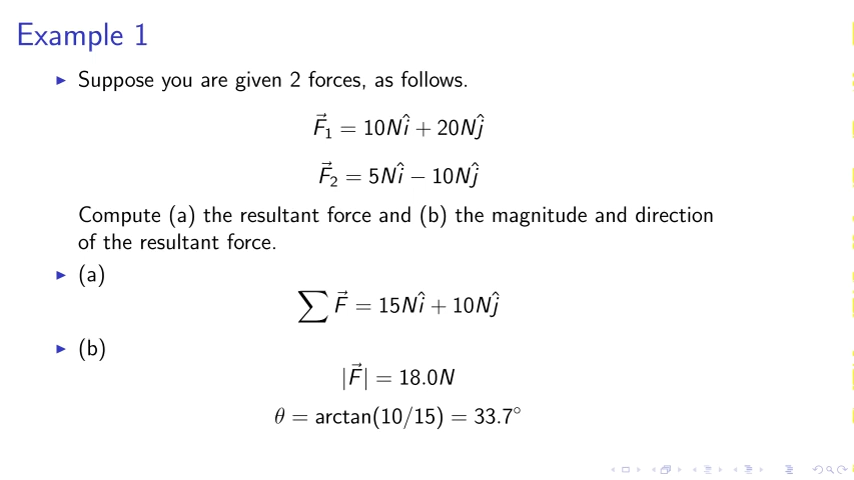 Example 1
▶ Suppose you are given 2 forces, as follows.
F⃗₁ = 10Nî + 20Nĵ
F⃗₂ = 5Nî − 10Nĵ
Compute (a) the resultant force and (b) the magnitude and direction
of the resultant force.
▶ (a)
∑ F⃗ = 15Nî + 10Nĵ
▶ (b)
|F⃗| = 18.0N
θ = arctan(10/15) = 33.7°